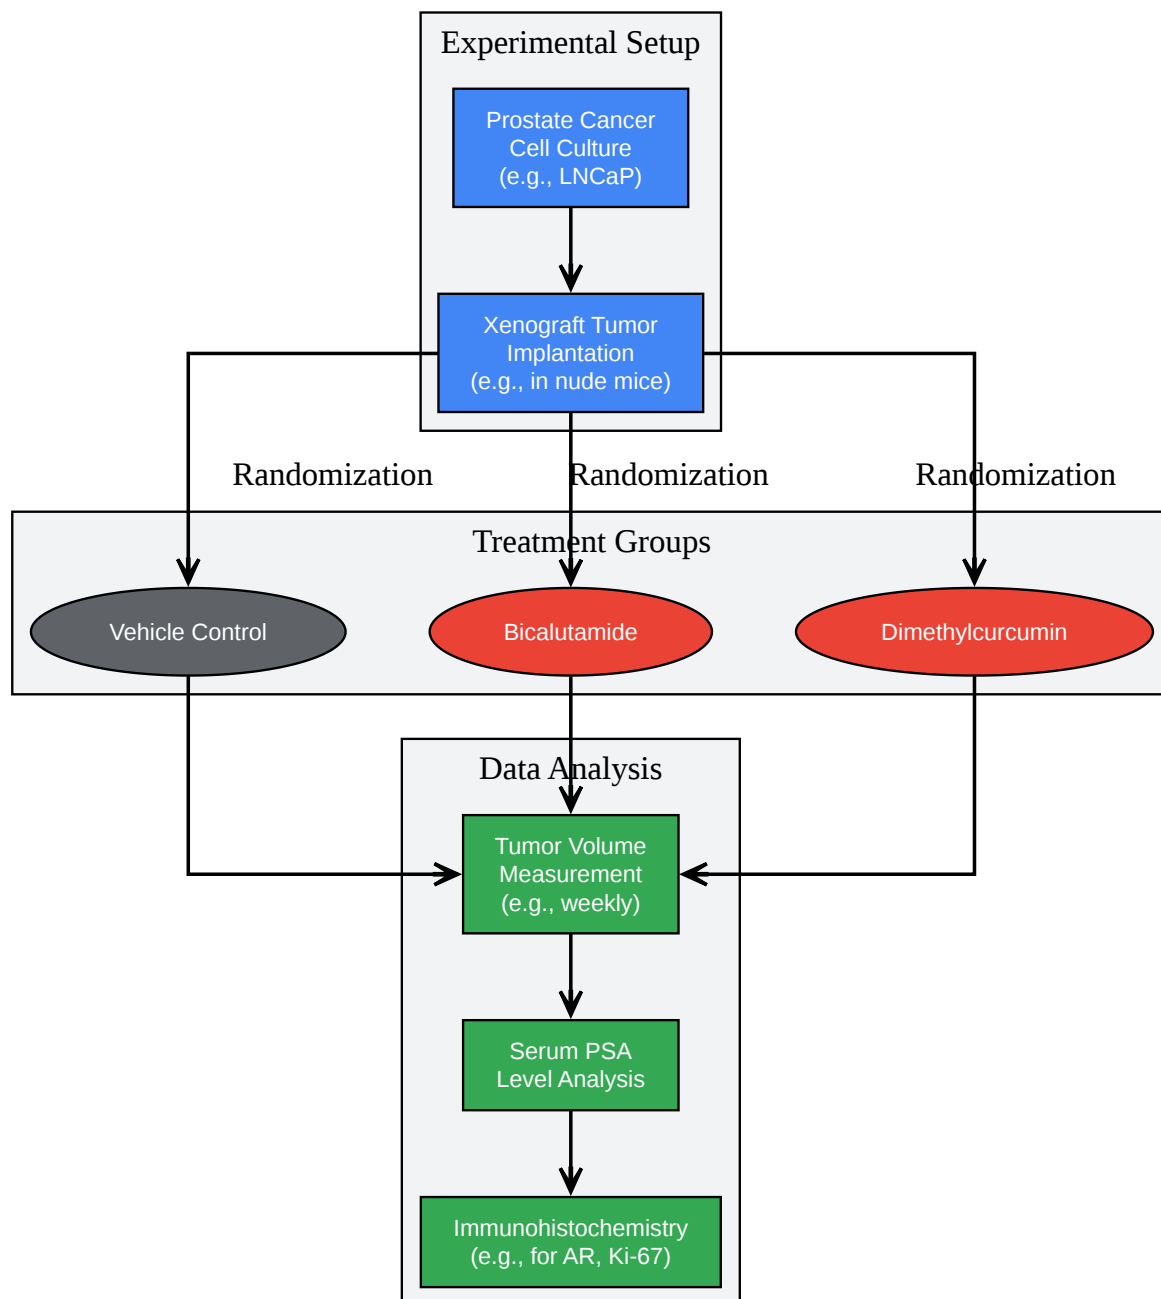 Experimental Setup
Prostate Cancer
Cell Culture
(e.g., LNCaP)
Xenograft Tumor
Implantation
(e.g., in nude mice)
Randomization
Randomization
Randomization
Treatment Groups
Vehicle Control
Bicalutamide
Dimethylcurcumin
Data Analysis
Tumor Volume
Measurement
(e.g., weekly)
Serum PSA
Level Analysis
Immunohistochemistry
(e.g., for AR, Ki-67)